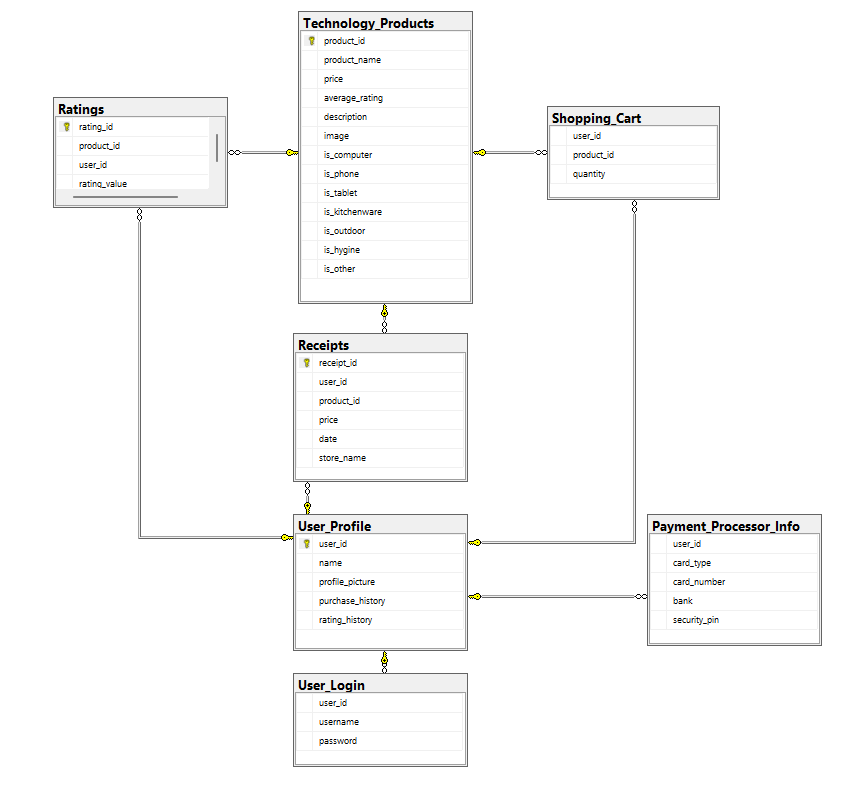 Technology_Products
product_id
product_name
price
average_rating
description
image
is_computer
is_phone
is_tablet
is_kitchenware
is_outdoor
is_hygine
is_other
Ratings
rating_id
product_id
user_id
rating_value
Shopping_Cart
user_id
product_id
quantity
Receipts
receipt_id
user_id
product_id
price
date
store_name
User_Profile
user_id
name
profile_picture
purchase_history
rating_history
Payment_Processor_Info
user_id
card_type
card_number
bank
security_pin
User_Login
user_id
username
password